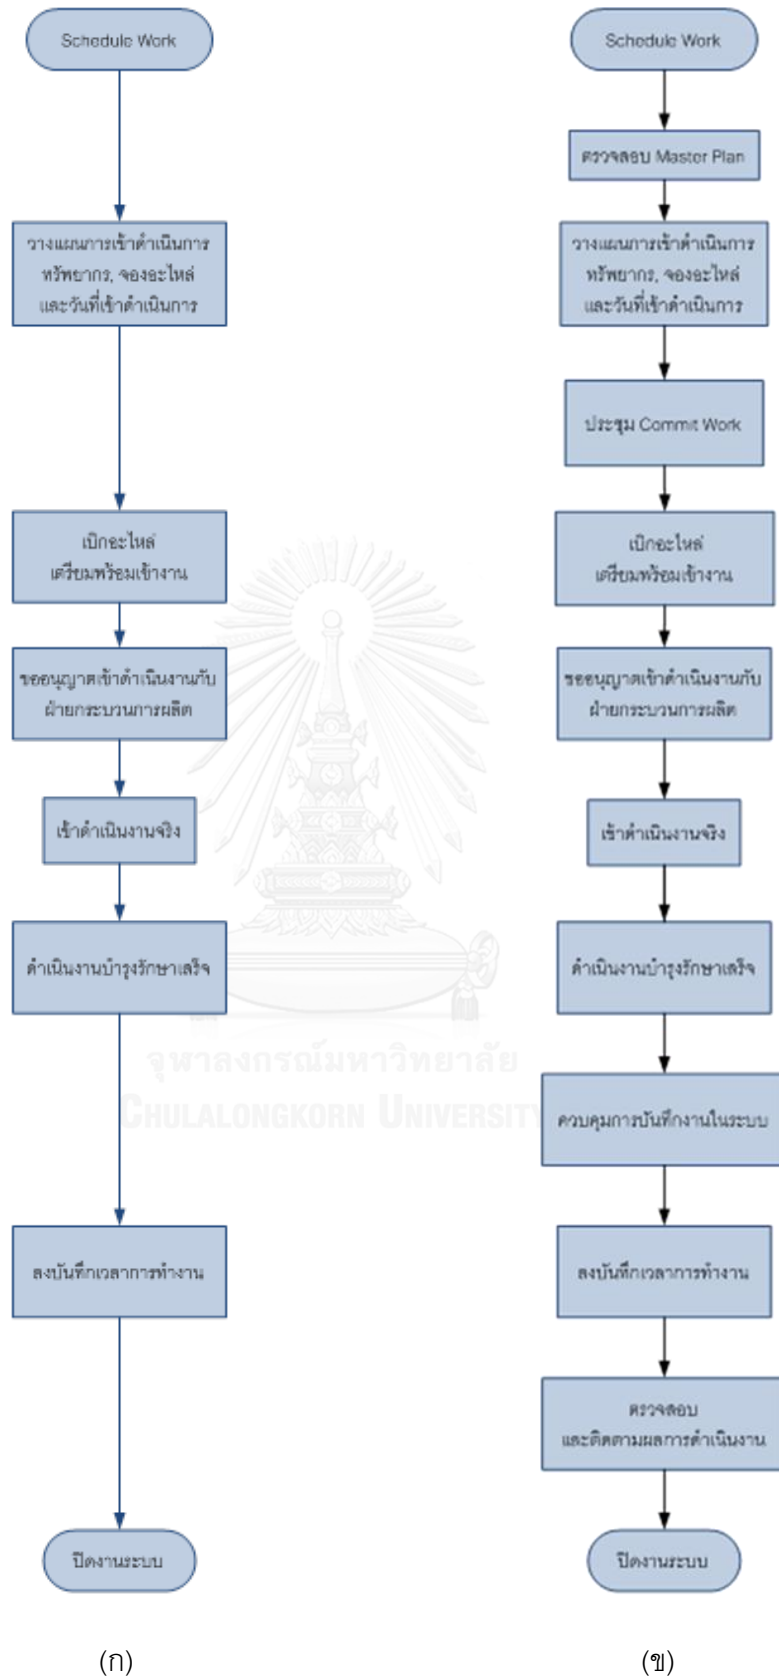 Schedule Work
วางแผนการเข้าดำเนินการ
ทรัพยากร, จองอะไหล่
และวันที่เข้าดำเนินการ
เบิกอะไหล่
เตรียมพร้อมเข้างาน
ขออนุญาตเข้าดำเนินงานกับ
ฝ่ายกระบวนการผลิต
เข้าดำเนินงานจริง
ดำเนินงานบำรุงรักษาเสร็จ
ลงบันทึกเวลาการทำงาน
ปิดงานระบบ
(ก)
Schedule Work
ตรวจสอบ Master Plan
วางแผนการเข้าดำเนินการ
ทรัพยากร, จองอะไหล่
และวันที่เข้าดำเนินการ
ประชุม Commit Work
เบิกอะไหล่
เตรียมพร้อมเข้างาน
ขออนุญาตเข้าดำเนินงานกับ
ฝ่ายกระบวนการผลิต
เข้าดำเนินงานจริง
ดำเนินงานบำรุงรักษาเสร็จ
ควบคุมการบันทึกงานในระบบ
ลงบันทึกเวลาการทำงาน
ตรวจสอบ
และติดตามผลการดำเนินงาน
ปิดงานระบบ
(ข)
จุฬาลงกรณ์มหาวิทยาลัย
CHULALONGKORN UNIVERSITY